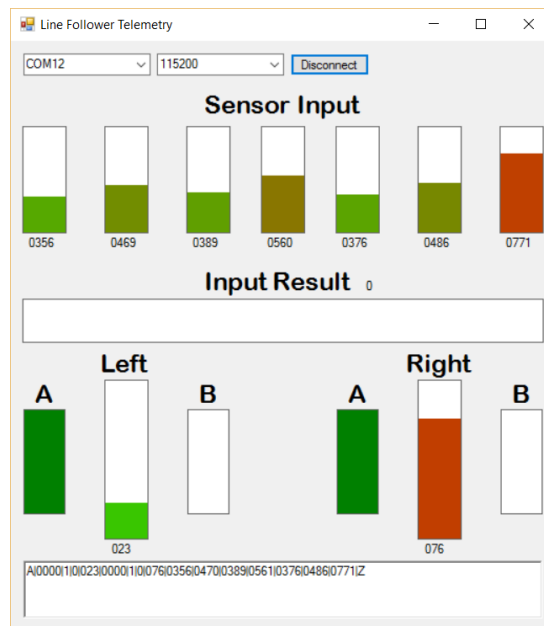 Line Follower Telemetry
COM12 115200 Disconnect
Sensor Input
0356 0469 0389 0560 0376 0486 0771
Input Result 0
Left Right
A B A B
023 076
A|0000|1|0|023|0000|1|0|076|0356|0470|0389|0561|0376|0486|0771|Z